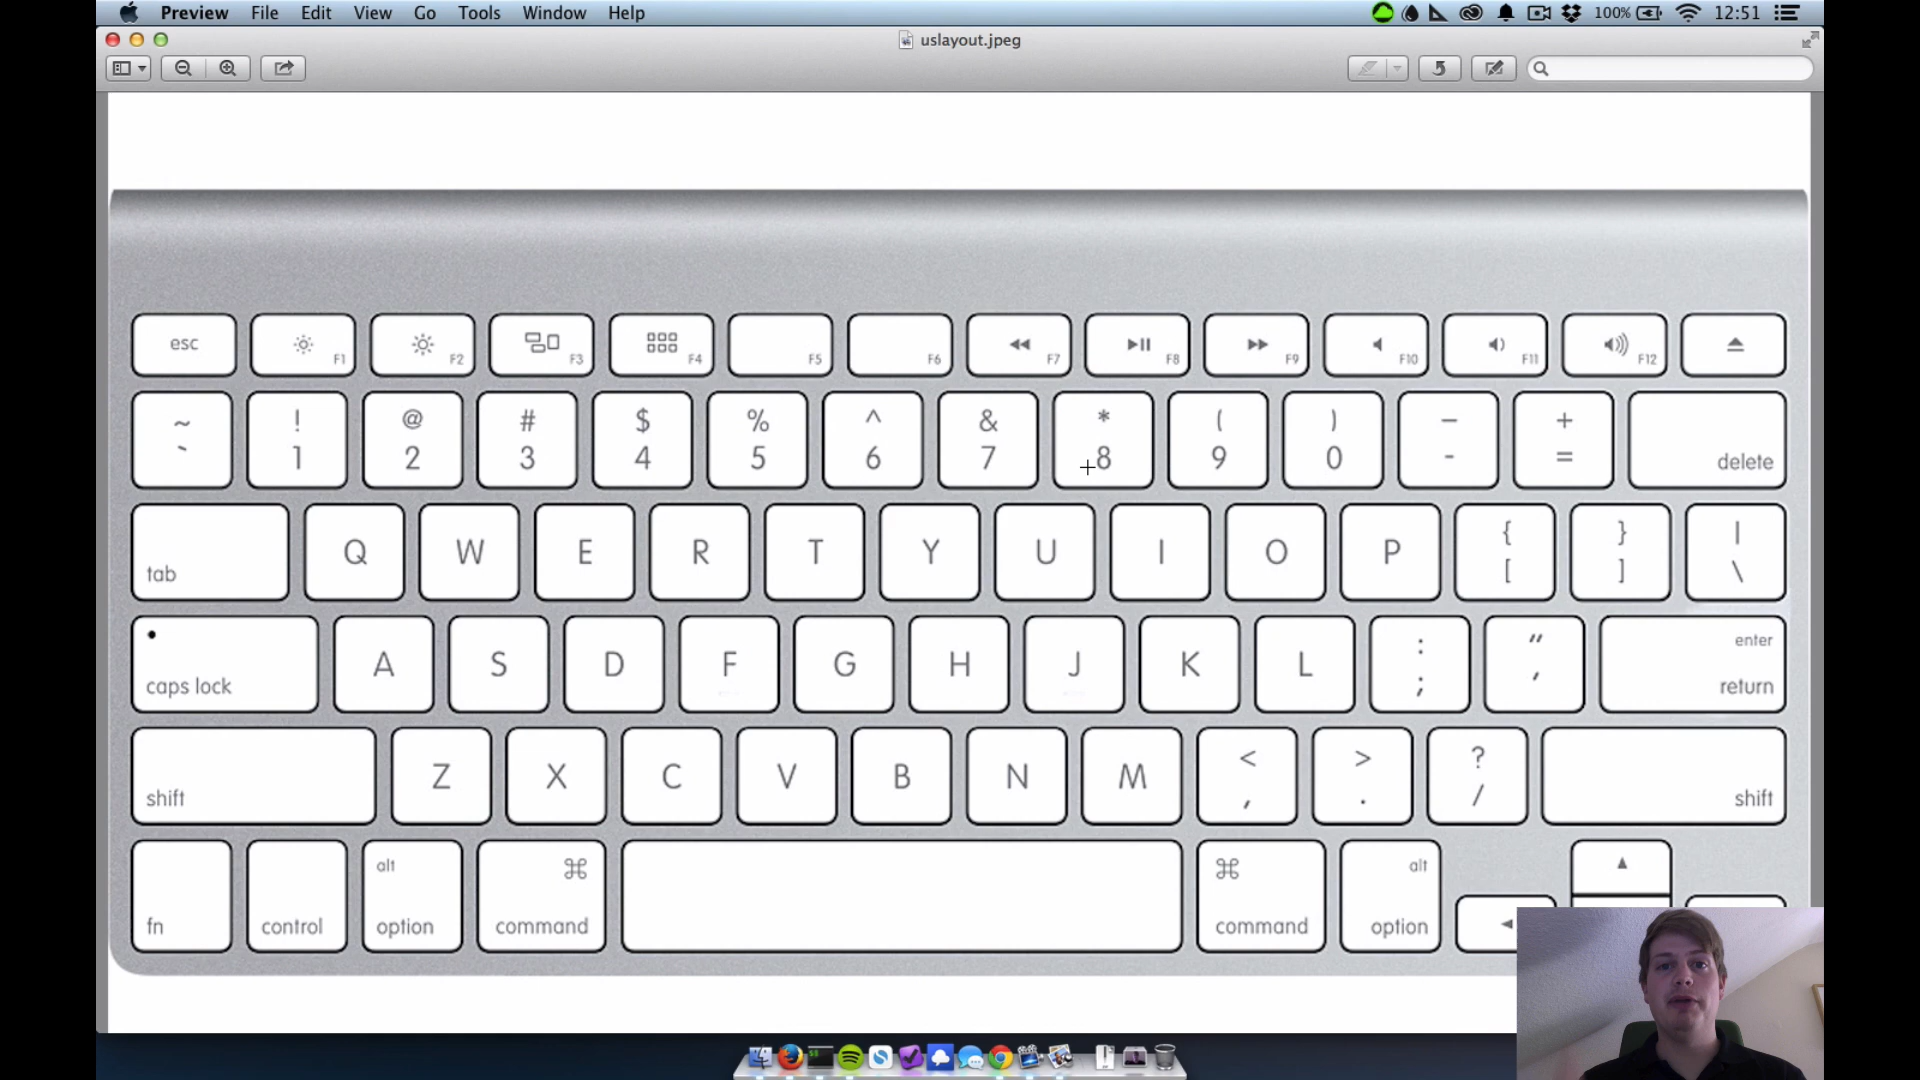 Preview File Edit View Go Tools Window Help 100% 12:51
uslayout.jpeg
esc F1 F2 F3 F4 F5 F6 F7 F8 F9 F10 F11 F12
~ ! @ # $ % ^ & * ( ) _ +
` 1 2 3 4 5 6 7 8 9 0 - = delete
tab Q W E R T Y U I O P { [ } ] | \
caps lock A S D F G H J K L : ; " ' enter return
shift Z X C V B N M < , > . ? / shift
fn control alt option ⌘ command ⌘ command alt option